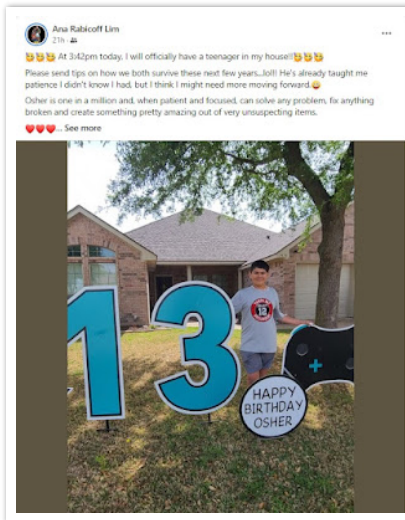 Ana Rabicoff Lim
21h
😇😇😇 At 3:42pm today, I will officially have a teenager in my house!!😇😇😇
Please send tips on how we both survive these next few years...lol!! He's already taught me
patience I didn't know I had, but I think I might need more moving forward.😅
Osher is one in a million and, when patient and focused, can solve any problem, fix anything
broken and create something pretty amazing out of very unsuspecting items.
❤️❤️❤️... See more
13
13
HAPPY
BIRTHDAY
OSHER